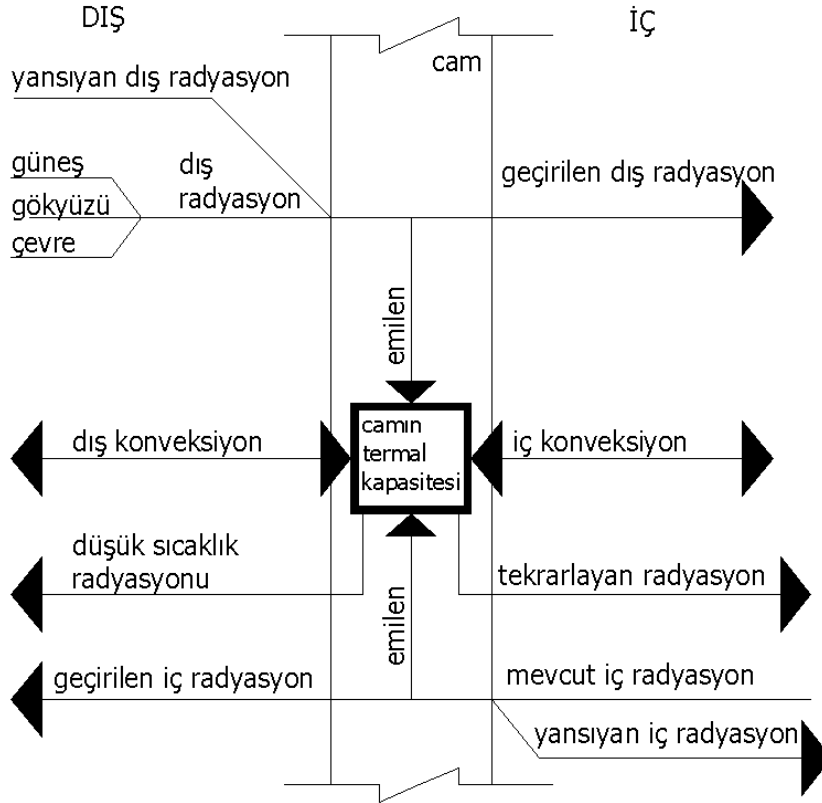 DIŞ
İÇ
cam
yansıyan dış radyasyon
güneş
gökyüzü
çevre
dış
radyasyon
geçirilen dış radyasyon
emilen
dış konveksiyon
camın
termal
kapasitesi
iç konveksiyon
düşük sıcaklık
radyasyonu
tekrarlayan radyasyon
emilen
geçirilen iç radyasyon
mevcut iç radyasyon
yansıyan iç radyasyon